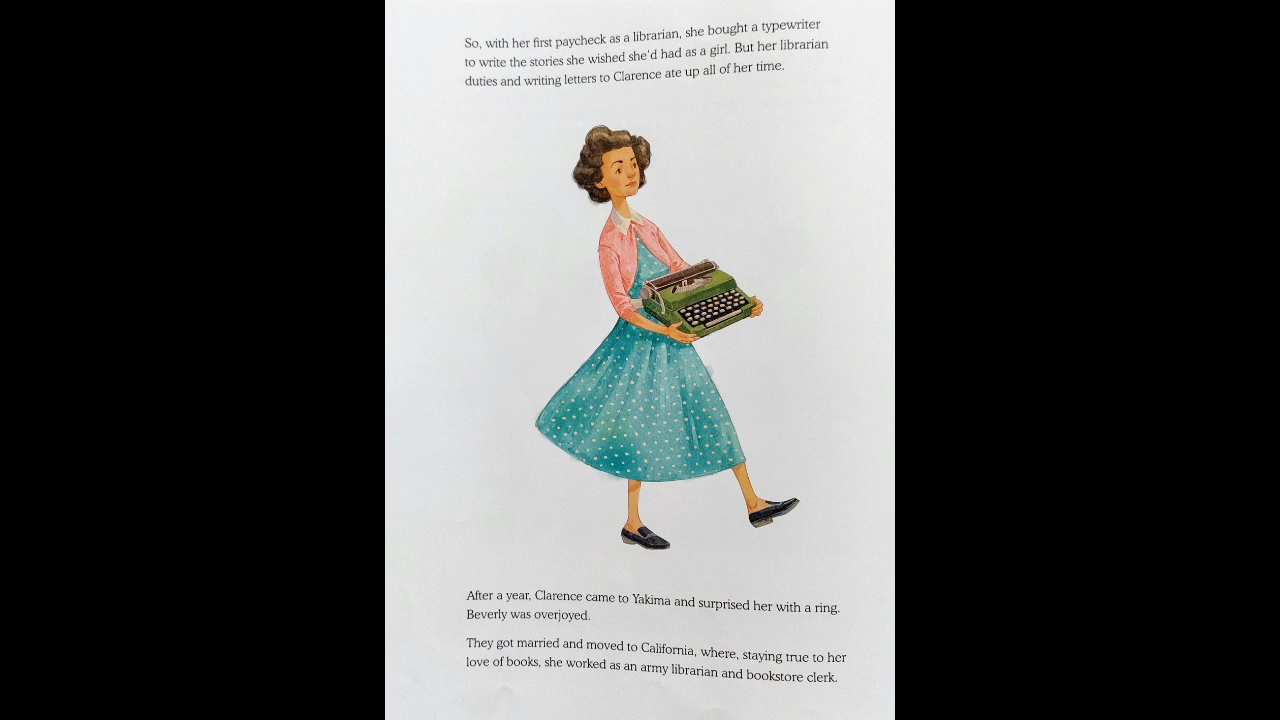 So, with her first paycheck as a librarian, she bought a typewriter
to write the stories she wished she'd had as a girl. But her librarian
duties and writing letters to Clarence ate up all of her time.
After a year, Clarence came to Yakima and surprised her with a ring.
Beverly was overjoyed.
They got married and moved to California, where, staying true to her
love of books, she worked as an army librarian and bookstore clerk.